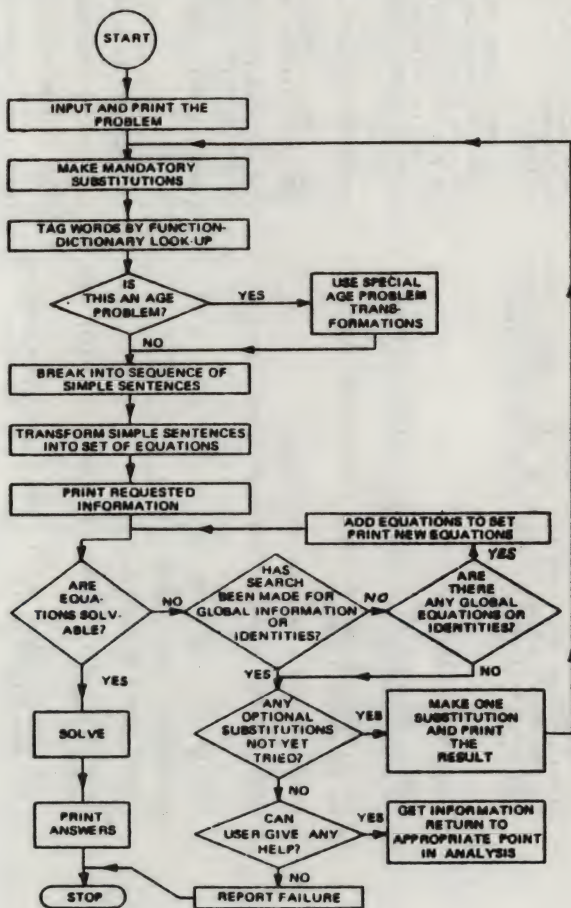 START
INPUT AND PRINT THE
PROBLEM
MAKE MANDATORY
SUBSTITUTIONS
TAG WORDS BY FUNCTION-
DICTIONARY LOOK-UP
IS
THIS AN AGE
PROBLEM?
YES
USE SPECIAL
AGE PROBLEM
TRANS-
FORMATIONS
NO
BREAK INTO SEQUENCE OF
SIMPLE SENTENCES
TRANSFORM SIMPLE SENTENCES
INTO SET OF EQUATIONS
PRINT REQUESTED
INFORMATION
ADD EQUATIONS TO SET
PRINT NEW EQUATIONS
YES
ARE
EQUA-
TIONS SOLV-
ABLE?
NO
HAS
SEARCH
BEEN MADE FOR
GLOBAL INFORMATION
OR
IDENTITIES?
NO
ARE
THERE
ANY GLOBAL
EQUATIONS OR
IDENTITIES?
YES
YES
NO
SOLVE
ANY
OPTIONAL
SUBSTITUTIONS
NOT YET
TRIED?
YES
MAKE ONE
SUBSTITUTION
AND PRINT
THE
RESULT
NO
PRINT
ANSWERS
CAN
USER GIVE ANY
HELP?
YES
GET INFORMATION
RETURN TO
APPROPRIATE POINT
IN ANALYSIS
NO
STOP
REPORT FAILURE